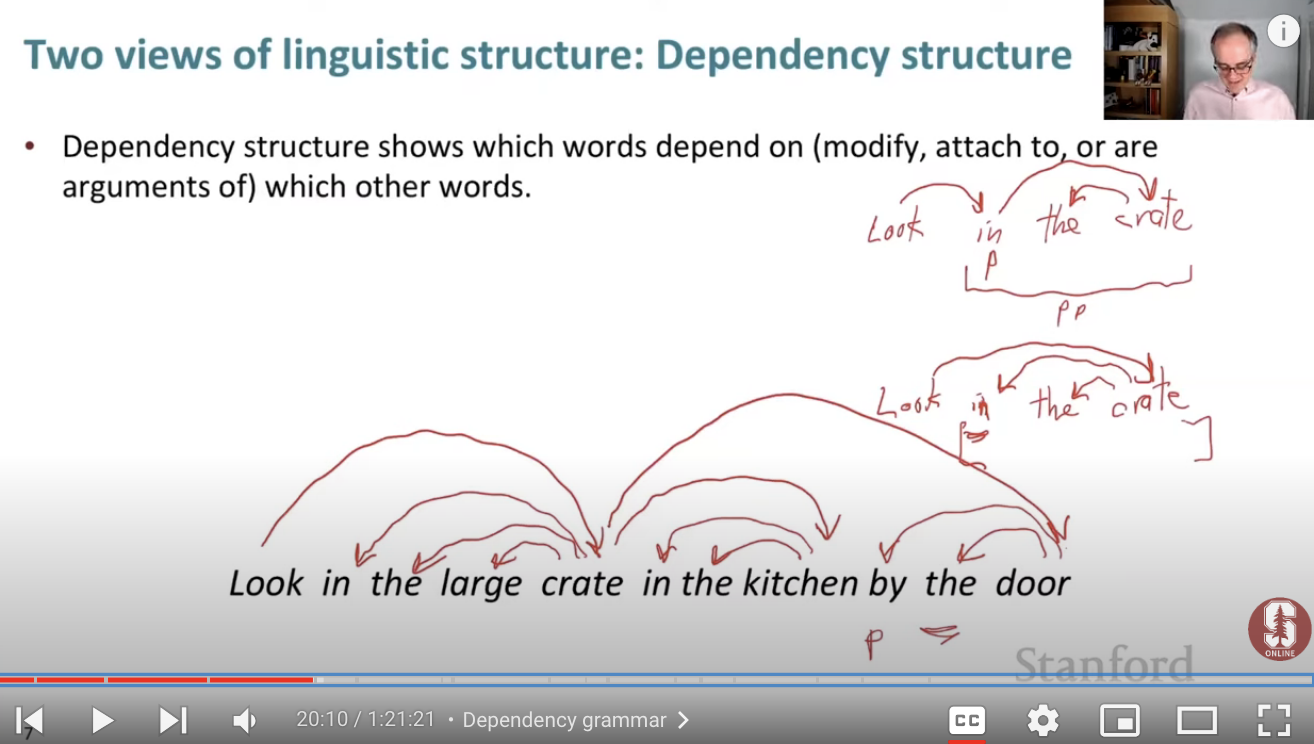 Two views of linguistic structure: Dependency structure
• Dependency structure shows which words depend on (modify, attach to, or are
arguments of) which other words.
Look in the crate
P
PP
Look in the crate
Look in the large crate in the kitchen by the door
P
Stanford
S
ONLINE
20:10 / 1:21:21 • Dependency grammar
CC
7